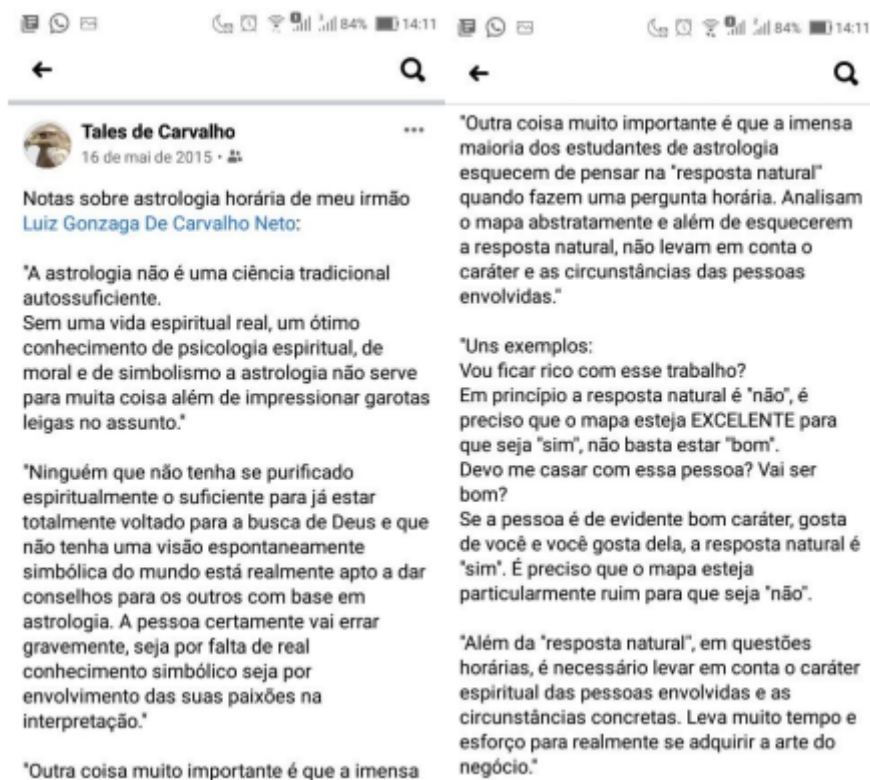 84% 14:11
Tales de Carvalho
16 de mai de 2015 ·
Notas sobre astrologia horária de meu irmão
Luiz Gonzaga De Carvalho Neto:
"A astrologia não é uma ciência tradicional
autossuficiente.
Sem uma vida espiritual real, um ótimo
conhecimento de psicologia espiritual, de
moral e de simbolismo a astrologia não serve
para muita coisa além de impressionar garotas
leigas no assunto."
"Ninguém que não tenha se purificado
espiritualmente o suficiente para já estar
totalmente voltado para a busca de Deus e que
não tenha uma visão espontaneamente
simbólica do mundo está realmente apto a dar
conselhos para os outros com base em
astrologia. A pessoa certamente vai errar
gravemente, seja por falta de real
conhecimento simbólico seja por
envolvimento das suas paixões na
interpretação."
"Outra coisa muito importante é que a imensa
84% 14:11
"Outra coisa muito importante é que a imensa
maioria dos estudantes de astrologia
esquecem de pensar na "resposta natural"
quando fazem uma pergunta horária. Analisam
o mapa abstratamente e além de esquecerem
a resposta natural, não levam em conta o
caráter e as circunstâncias das pessoas
envolvidas."
"Uns exemplos:
Vou ficar rico com esse trabalho?
Em princípio a resposta natural é "não", é
preciso que o mapa esteja EXCELENTE para
que seja "sim", não basta estar "bom".
Devo me casar com essa pessoa? Vai ser
bom?
Se a pessoa é de evidente bom caráter, gosta
de você e você gosta dela, a resposta natural é
"sim". É preciso que o mapa esteja
particularmente ruim para que seja "não".
"Além da "resposta natural", em questões
horárias, é necessário levar em conta o caráter
espiritual das pessoas envolvidas e as
circunstâncias concretas. Leva muito tempo e
esforço para realmente se adquirir a arte do
negócio."